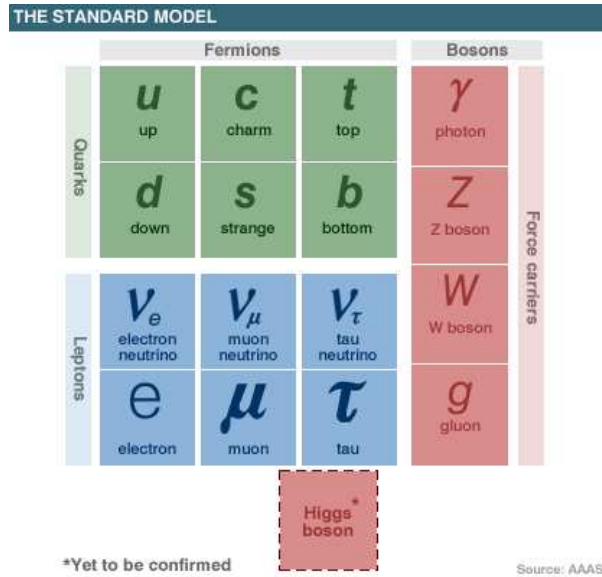 THE STANDARD MODEL
Fermions
Bosons
Quarks
u
up
c
charm
t
top
γ
photon
d
down
s
strange
b
bottom
Z
Z boson
Force carriers
Leptons
νe
electron
neutrino
νμ
muon
neutrino
ντ
tau
neutrino
W
W boson
e
electron
μ
muon
τ
tau
g
gluon
Higgs*
boson
*Yet to be confirmed
Source: AAAS